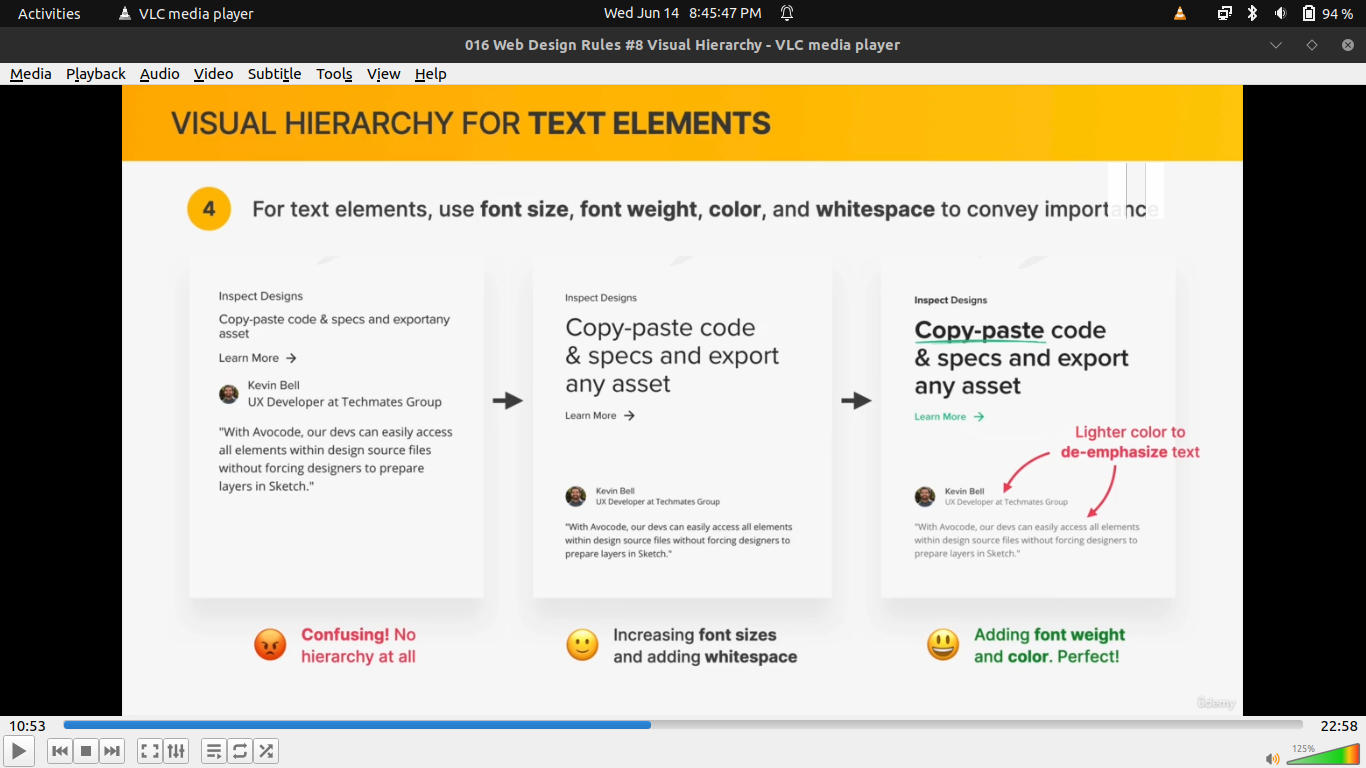 Activities
VLC media player
Wed Jun 14 8:45:47 PM
94 %
016 Web Design Rules #8 Visual Hierarchy - VLC media player
Media Playback Audio Video Subtitle Tools View Help
VISUAL HIERARCHY FOR TEXT ELEMENTS
4
For text elements, use font size, font weight, color, and whitespace to convey importance
Inspect Designs
Copy-paste code & specs and exportany
asset
Learn More →
Kevin Bell
UX Developer at Techmates Group
"With Avocode, our devs can easily access
all elements within design source files
without forcing designers to prepare
layers in Sketch."
Confusing! No
hierarchy at all
Inspect Designs
Copy-paste code
& specs and export
any asset
Learn More →
Kevin Bell
UX Developer at Techmates Group
"With Avocode, our devs can easily access all elements
within design source files without forcing designers to
prepare layers in Sketch."
Increasing font sizes
and adding whitespace
Inspect Designs
Copy-paste code
& specs and export
any asset
Learn More →
Lighter color to
de-emphasize text
Kevin Bell
UX Developer at Techmates Group
"With Avocode, our devs can easily access all elements
within design source files without forcing designers to
prepare layers in Sketch."
Adding font weight
and color. Perfect!
ûdemy
10:53
22:58
125%